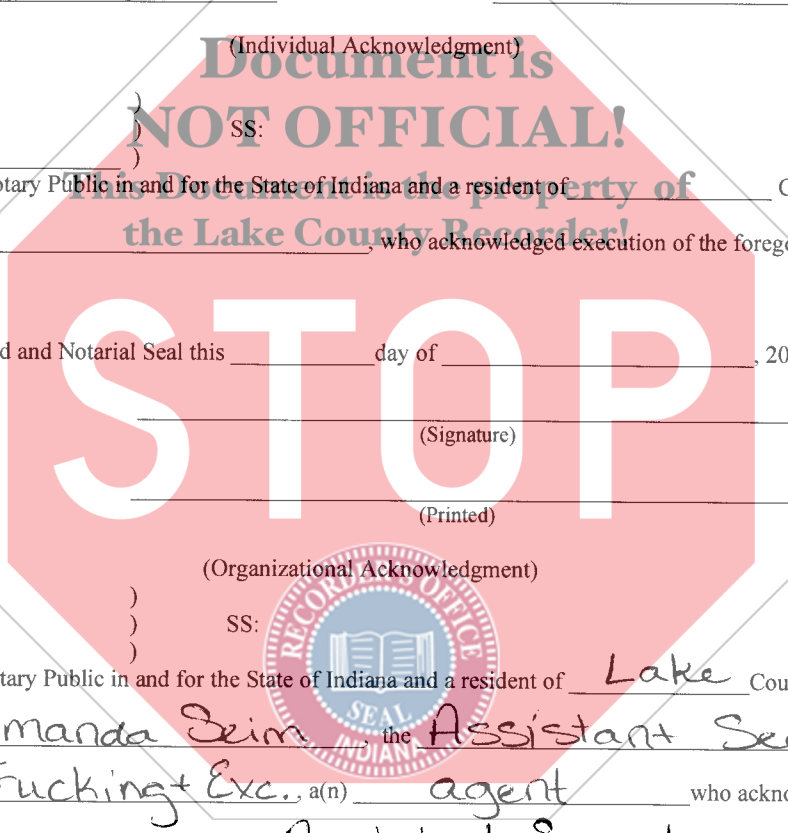 (Individual Acknowledgment)
Document is
NOT OFFICIAL!
)
) SS:
)
otary Public in and for the State of Indiana and a resident of C
This Document is the property of
the Lake County Recorder!
, who acknowledged execution of the forego
d and Notarial Seal this day of , 20
STOP
(Signature)
(Printed)
(Organizational Acknowledgment)
)
) SS:
)
RECORDER'S OFFICE
SEAL
INDIANA
tary Public in and for the State of Indiana and a resident of Lake Cou
manda Seim, the Assistant Se
rucking + Exc., a(n) agent who ackno